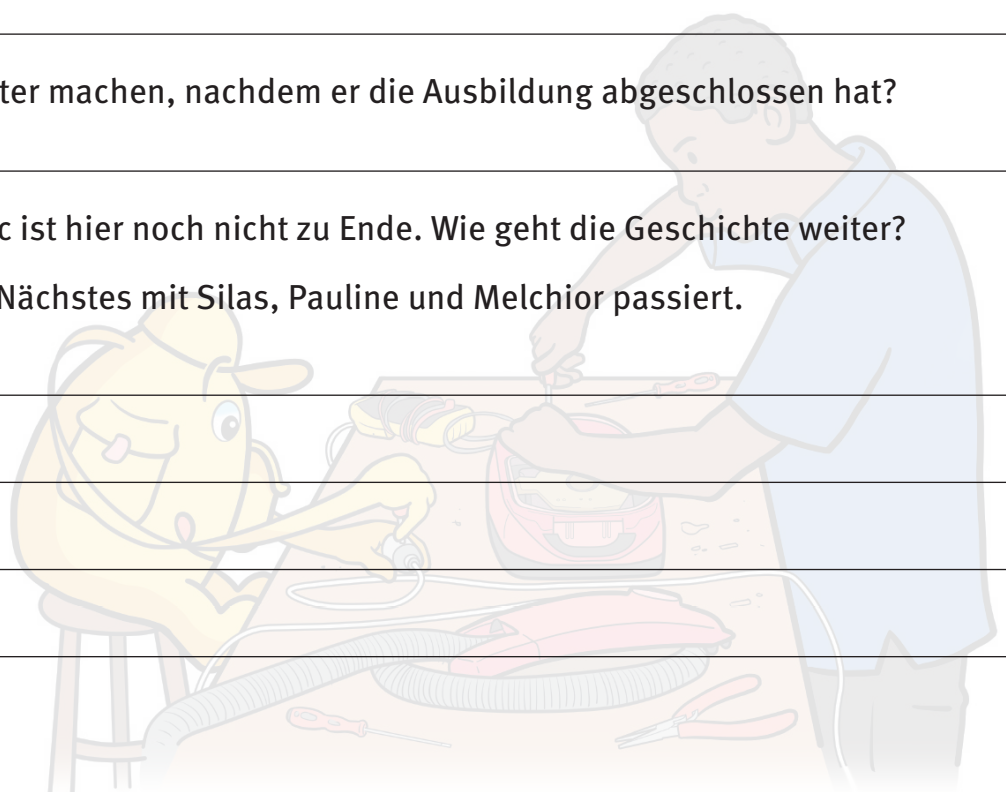 ter machen, nachdem er die Ausbildung abgeschlossen hat?
c ist hier noch nicht zu Ende. Wie geht die Geschichte weiter?
Nächstes mit Silas, Pauline und Melchior passiert.